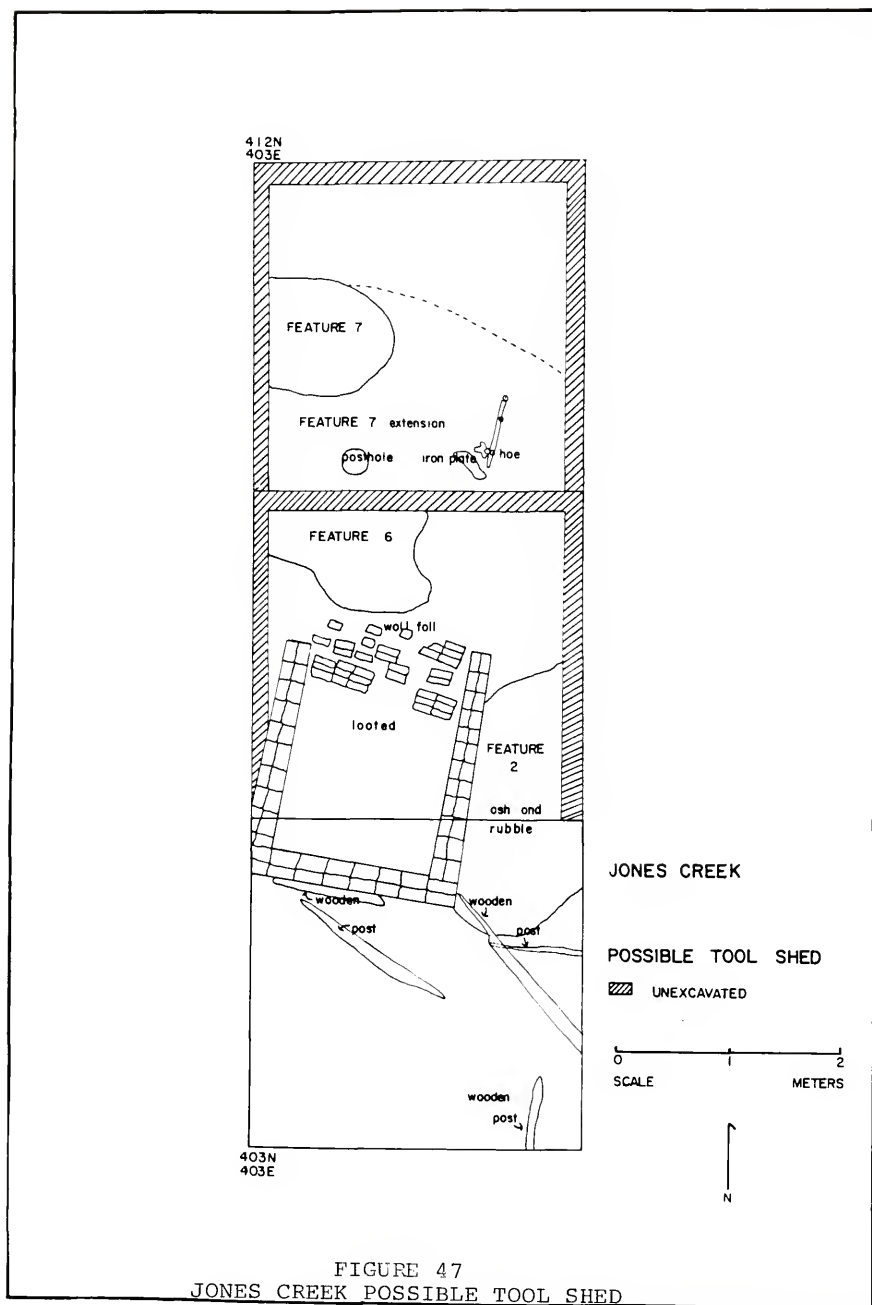 412N
403E
FEATURE 7
FEATURE 7 extension
posthole
iron plate
hoe
FEATURE 6
wall fall
looted
FEATURE
2
ash and
rubble
JONES CREEK
wooden
post
wooden
post
POSSIBLE TOOL SHED
UNEXCAVATED
0 1 2
SCALE METERS
wooden
post
N
403N
403E
FIGURE 47
JONES CREEK POSSIBLE TOOL SHED